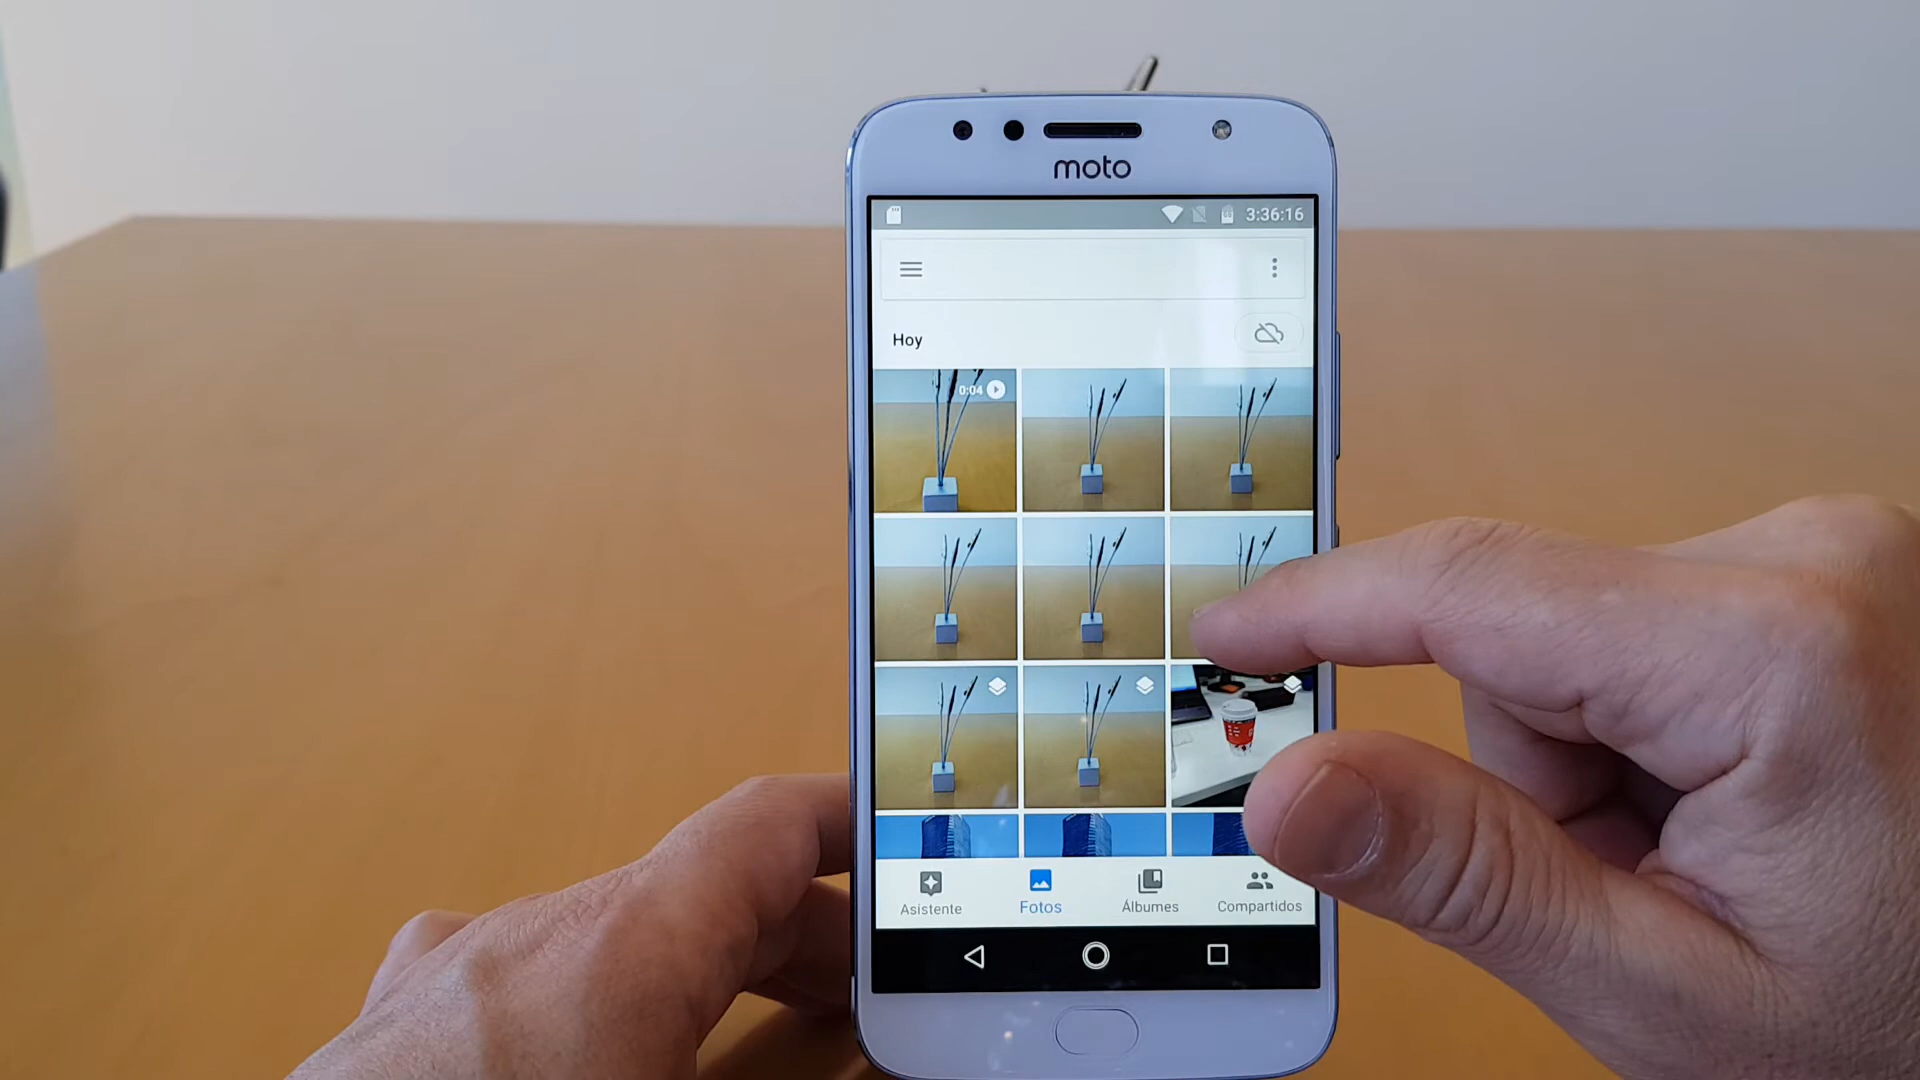 moto
3:36:16
Hoy
0:04
Asistente
Fotos
Álbumes
Compartidos